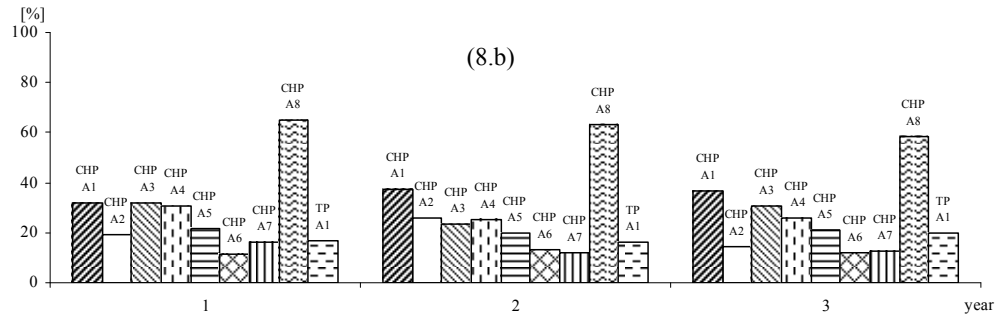 [%]
100
(8.b)
80
60
40
20
0
CHP
A1
CHP
A2
CHP
A3
CHP
A4
CHP
A5
CHP
A6
CHP
A7
CHP
A8
TP
A1
CHP
A1
CHP
A2
CHP
A3
CHP
A4
CHP
A5
CHP
A6
CHP
A7
CHP
A8
TP
A1
CHP
A1
CHP
A2
CHP
A3
CHP
A4
CHP
A5
CHP
A6
CHP
A7
CHP
A8
TP
A1
1
2
3
year